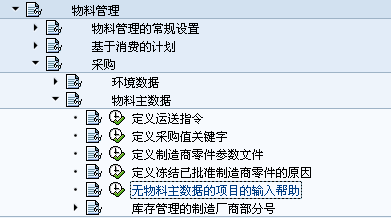 物料管理
物料管理的常规设置
基于消费的计划
采购
环境数据
物料主数据
定义运送指令
定义采购值关键字
定义制造商零件参数文件
定义冻结已批准制造商零件的原因
无物料主数据的项目的输入帮助
库存管理的制造厂商部分号